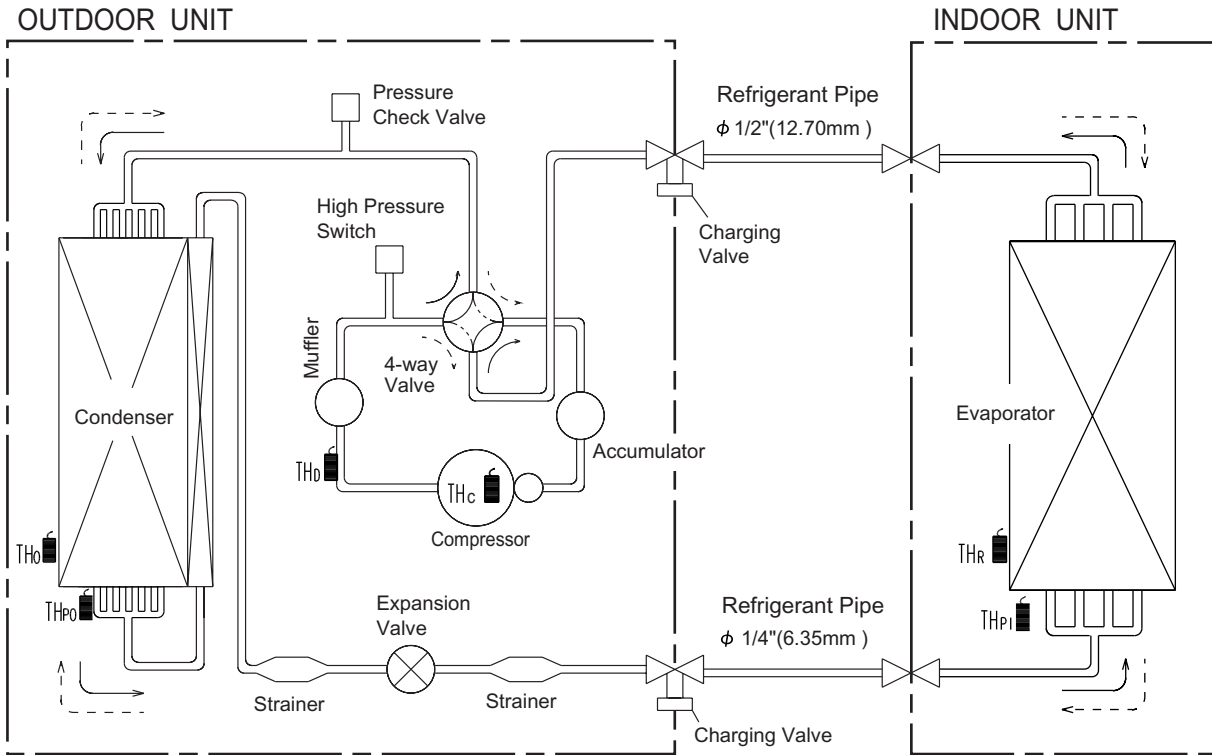 OUTDOOR UNIT
INDOOR UNIT
Pressure
Check Valve
Refrigerant Pipe
ϕ 1/2"(12.70mm )
High Pressure
Switch
Charging
Valve
Muffler
4-way
Valve
Condenser
Evaporator
Accumulator
THD
THC
Compressor
THO
THR
THPO
Expansion
Valve
Refrigerant Pipe
ϕ 1/4"(6.35mm )
THPI
Strainer
Strainer
Charging Valve